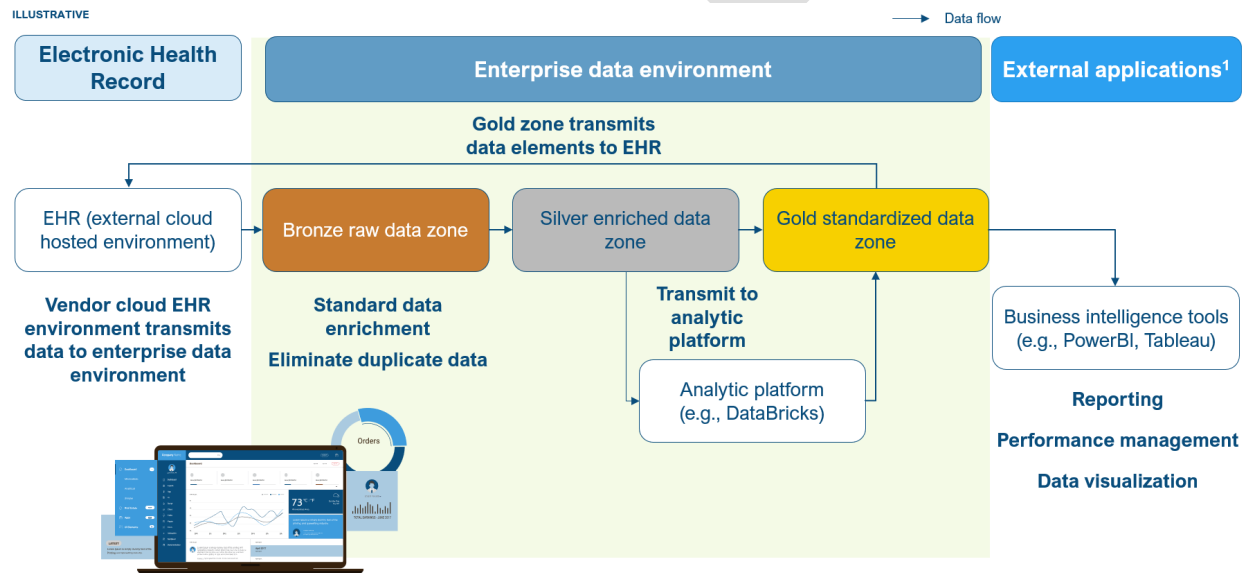 ILLUSTRATIVE
Data flow
Electronic Health
Record
Enterprise data environment
External applications1
Gold zone transmits
data elements to EHR
EHR (external cloud
hosted environment)
Bronze raw data zone
Silver enriched data
zone
Gold standardized data
zone
Vendor cloud EHR
environment transmits
data to enterprise data
environment
Standard data
enrichment
Eliminate duplicate data
Transmit to
analytic
platform
Analytic platform
(e.g., DataBricks)
Business intelligence tools
(e.g., PowerBI, Tableau)
Reporting
Performance management
Data visualization
Orders
73